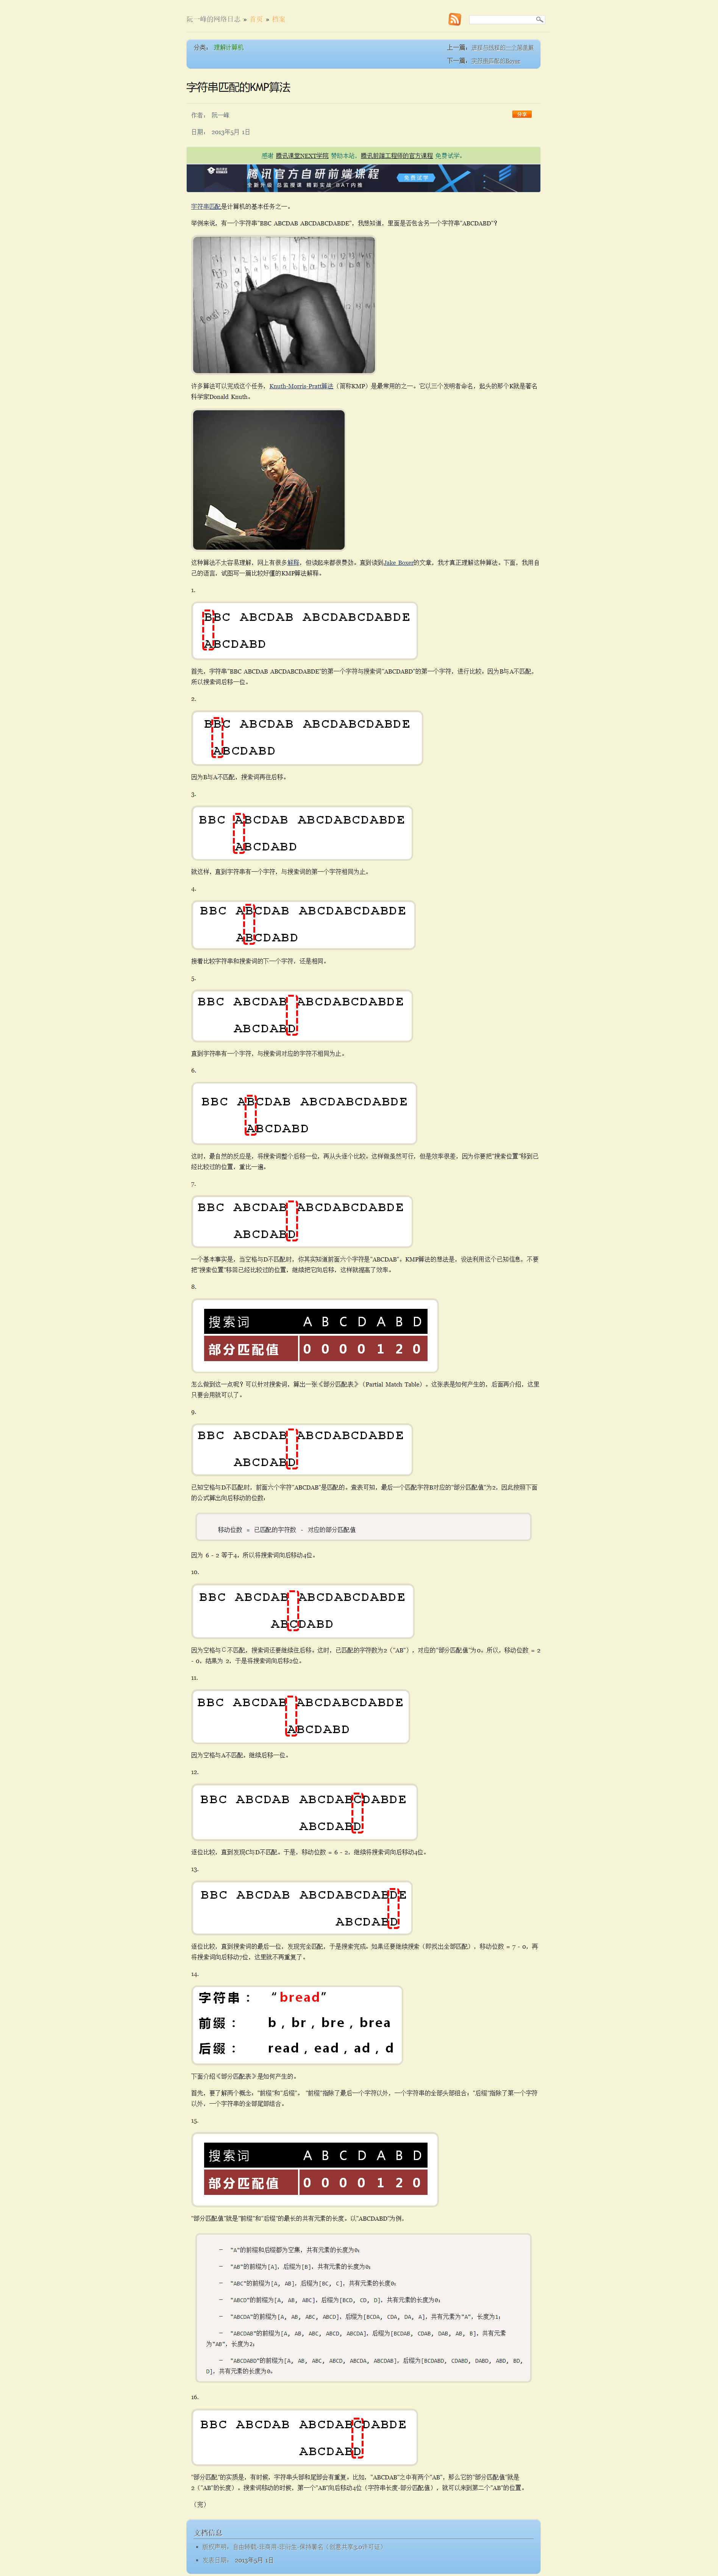 阮一峰的网络日志 » 首页 » 档案
分类： 理解计算机
上一篇：
下一篇：字符串匹配的Boyer
字符串匹配的KMP算法
作者： 阮一峰
分享
日期： 2013年5月 1日
感谢 腾讯课堂NEXT学院 赞助本站，腾讯前端工程师的官方课程 免费试学。
腾讯官方自研前端课程
免费试学
全新升级 总监授课 精彩实战 BAT内推
字符串匹配是计算机的基本任务之一。
举例来说，有一个字符串"BBC ABCDAB ABCDABCDABDE"，我想知道，里面是否包含另一个字符串"ABCDABD"？
许多算法可以完成这个任务，Knuth-Morris-Pratt算法（简称KMP）是最常用的之一。它以三个发明者命名，起头的那个K就是著名
科学家Donald Knuth。
这种算法不太容易理解，网上有很多解释，但读起来都很费劲。直到读到Jake Boxer的文章，我才真正理解这种算法。下面，我用自
己的语言，试图写一篇比较好懂的KMP算法解释。
1.
BBC ABCDAB ABCDABCDABDE
ABCDABD
首先，字符串"BBC ABCDAB ABCDABCDABDE"的第一个字符与搜索词"ABCDABD"的第一个字符，进行比较。因为B与A不匹配，
所以搜索词后移一位。
2.
BBC ABCDAB ABCDABCDABDE
ABCDABD
因为B与A不匹配，搜索词再往后移。
3.
BBC ABCDAB ABCDABCDABDE
ABCDABD
就这样，直到字符串有一个字符，与搜索词的第一个字符相同为止。
4.
BBC ABCDAB ABCDABCDABDE
ABCDABD
接着比较字符串和搜索词的下一个字符，还是相同。
5.
BBC ABCDAB ABCDABCDABDE
ABCDABD
直到字符串有一个字符，与搜索词对应的字符不相同为止。
6.
BBC ABCDAB ABCDABCDABDE
ABCDABD
这时，最自然的反应是，将搜索词整个后移一位，再从头逐个比较。这样做虽然可行，但是效率很差，因为你要把"搜索位置"移到已
经比较过的位置，重比一遍。
7.
BBC ABCDAB ABCDABCDABDE
ABCDABD
一个基本事实是，当空格与D不匹配时，你其实知道前面六个字符是"ABCDAB"。KMP算法的想法是，设法利用这个已知信息，不要
把"搜索位置"移回已经比较过的位置，继续把它向后移，这样就提高了效率。
8.
搜索词 A B C D A B D
部分匹配值 0 0 0 0 1 2 0
怎么做到这一点呢？可以针对搜索词，算出一张《部分匹配表》（Partial Match Table）。这张表是如何产生的，后面再介绍，这里
只要会用就可以了。
9.
BBC ABCDAB ABCDABCDABDE
ABCDABD
已知空格与D不匹配时，前面六个字符"ABCDAB"是匹配的。查表可知，最后一个匹配字符B对应的"部分匹配值"为2，因此按照下面
的公式算出向后移动的位数：
移动位数 = 已匹配的字符数 - 对应的部分匹配值
因为 6 - 2 等于4，所以将搜索词向后移动4位。
10.
BBC ABCDAB ABCDABCDABDE
ABCDABD
因为空格与Ｃ不匹配，搜索词还要继续往后移。这时，已匹配的字符数为2（"AB"），对应的"部分匹配值"为0。所以，移动位数 = 2
- 0，结果为 2，于是将搜索词向后移2位。
11.
BBC ABCDAB ABCDABCDABDE
ABCDABD
因为空格与A不匹配，继续后移一位。
12.
BBC ABCDAB ABCDABCDABDE
ABCDABD
逐位比较，直到发现C与D不匹配。于是，移动位数 = 6 - 2，继续将搜索词向后移动4位。
13.
BBC ABCDAB ABCDABCDABDE
ABCDABD
逐位比较，直到搜索词的最后一位，发现完全匹配，于是搜索完成。如果还要继续搜索（即找出全部匹配），移动位数 = 7 - 0，再
将搜索词向后移动7位，这里就不再重复了。
14.
字符串： "bread"
前缀： b , br , bre , brea
后缀： read , ead , ad , d
下面介绍《部分匹配表》是如何产生的。
首先，要了解两个概念："前缀"和"后缀"。 "前缀"指除了最后一个字符以外，一个字符串的全部头部组合；"后缀"指除了第一个字符
以外，一个字符串的全部尾部组合。
15.
搜索词 A B C D A B D
部分匹配值 0 0 0 0 1 2 0
"部分匹配值"就是"前缀"和"后缀"的最长的共有元素的长度。以"ABCDABD"为例，
－ "A"的前缀和后缀都为空集，共有元素的长度为0；
－ "AB"的前缀为[A]，后缀为[B]，共有元素的长度为0；
－ "ABC"的前缀为[A, AB]，后缀为[BC, C]，共有元素的长度0；
－ "ABCD"的前缀为[A, AB, ABC]，后缀为[BCD, CD, D]，共有元素的长度为0；
－ "ABCDA"的前缀为[A, AB, ABC, ABCD]，后缀为[BCDA, CDA, DA, A]，共有元素为"A"，长度为1；
－ "ABCDAB"的前缀为[A, AB, ABC, ABCD, ABCDA]，后缀为[BCDAB, CDAB, DAB, AB, B]，共有元素
为"AB"，长度为2；
－ "ABCDABD"的前缀为[A, AB, ABC, ABCD, ABCDA, ABCDAB]，后缀为[BCDABD, CDABD, DABD, ABD, BD,
D]，共有元素的长度为0。
16.
BBC ABCDAB ABCDABCDABDE
ABCDABD
"部分匹配"的实质是，有时候，字符串头部和尾部会有重复。比如，"ABCDAB"之中有两个"AB"，那么它的"部分匹配值"就是
2（"AB"的长度）。搜索词移动的时候，第一个"AB"向后移动4位（字符串长度-部分匹配值），就可以来到第二个"AB"的位置。
（完）
文档信息
版权声明：自由转载-非商用-非衍生-保持署名（创意共享3.0许可证）
发表日期： 2013年5月 1日